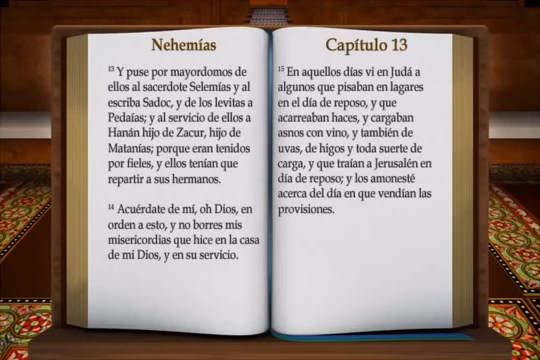 Nehemías
13 Y puse por mayordomos de
ellos al sacerdote Selemías y al
escriba Sadoc, y de los levitas a
Pedaías; y al servicio de ellos a
Hanán hijo de Zacur, hijo de
Matanías; porque eran tenidos
por fieles, y ellos tenían que
repartir a sus hermanos.
14 Acuérdate de mí, oh Dios, en
orden a esto, y no borres mis
misericordias que hice en la casa
de mi Dios, y en su servicio.
Capítulo 13
15 En aquellos días vi en Judá a
algunos que pisaban en lagares
en el día de reposo, y que
acarreaban haces, y cargaban
asnos con vino, y también de
uvas, de higos y toda suerte de
carga, y que traían a Jerusalén en
día de reposo; y los amonesté
acerca del día en que vendían las
provisiones.